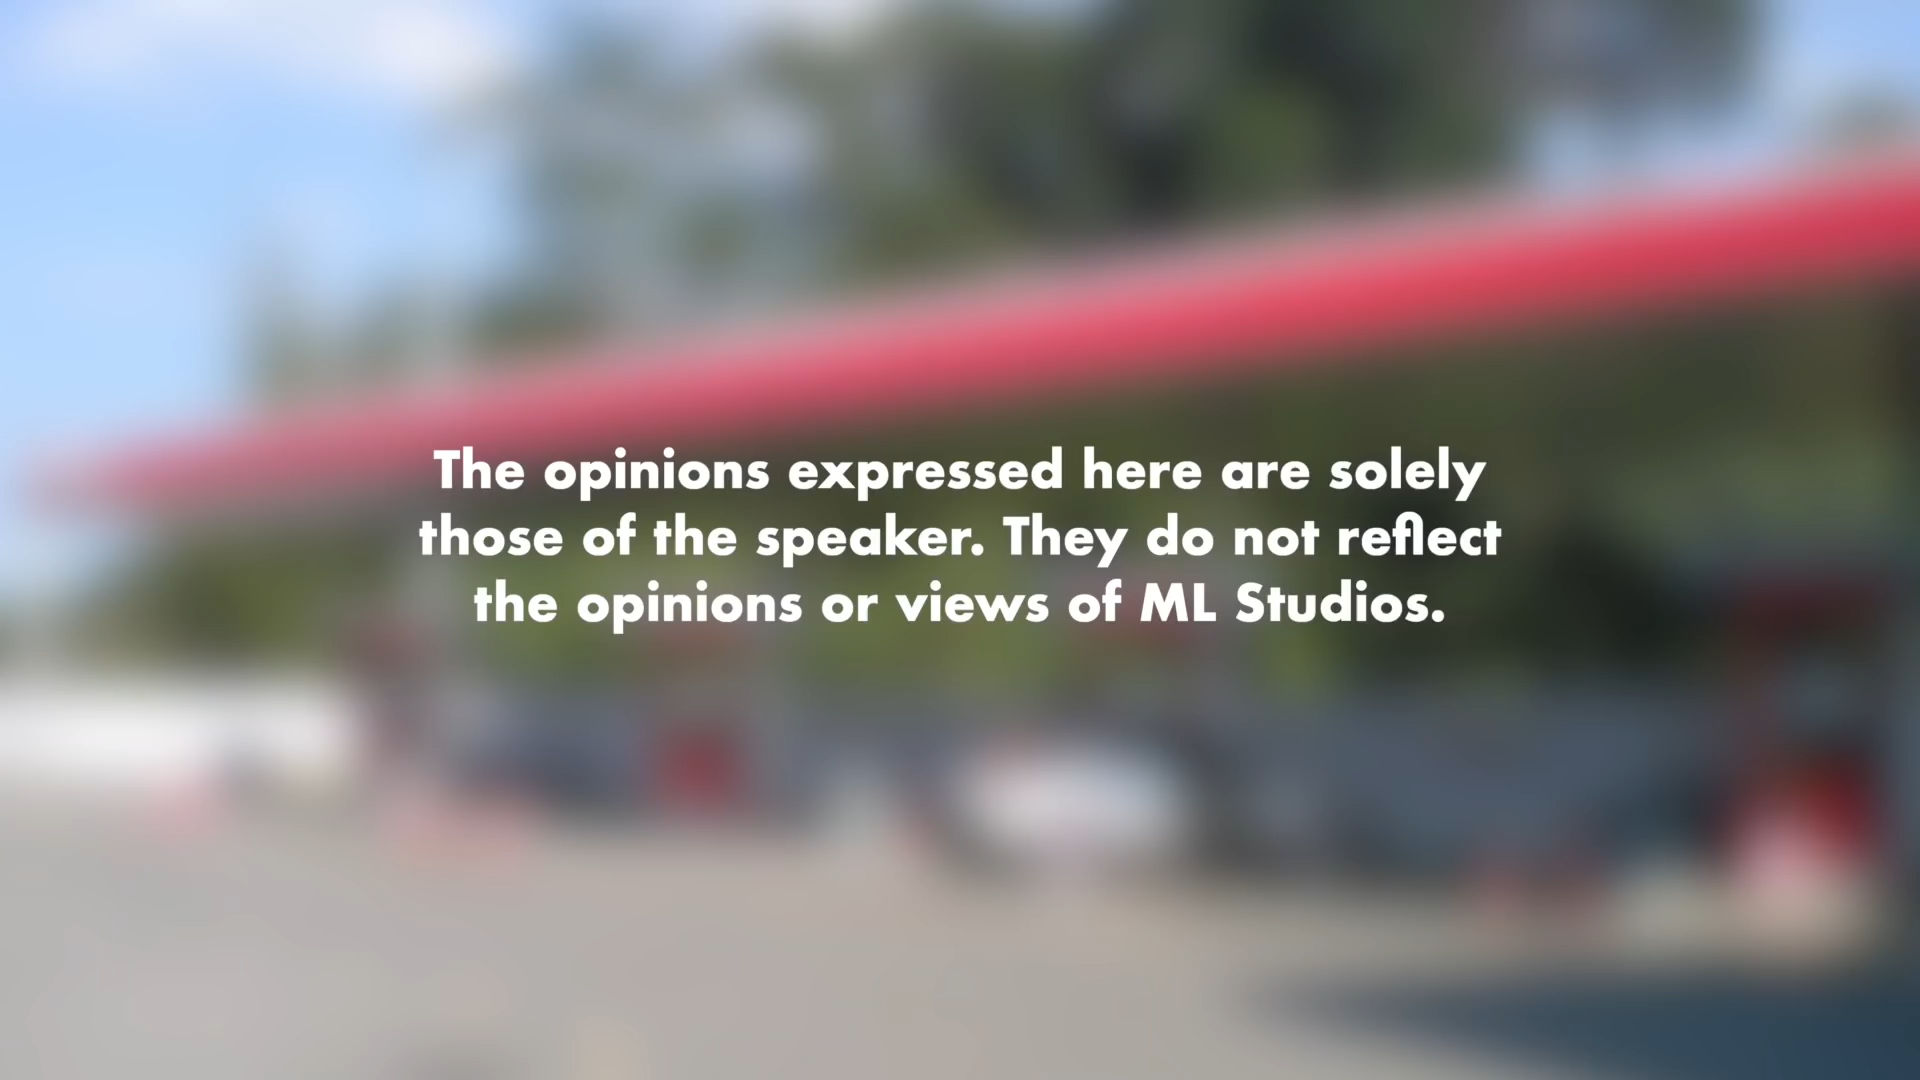 The opinions expressed here are solely
those of the speaker. They do not reflect
the opinions or views of ML Studios.